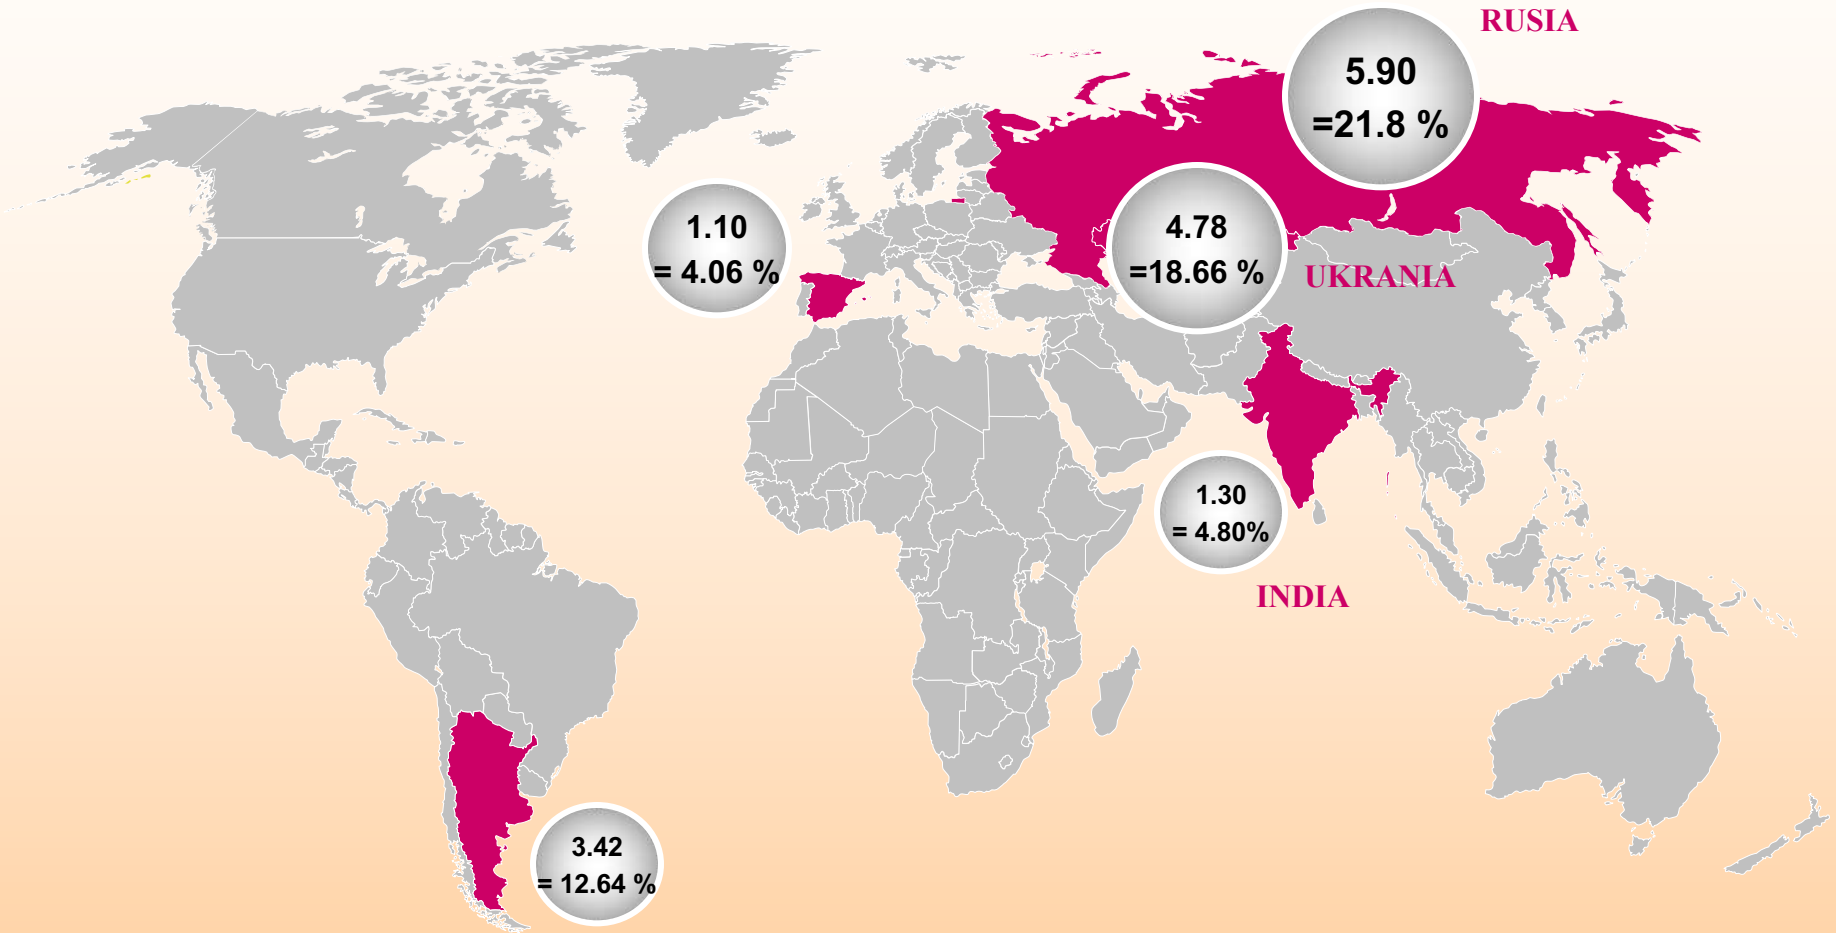 RUSIA
5.90
=21.8 %
1.10
= 4.06 %
4.78
=18.66 %
UKRANIA
1.30
= 4.80%
INDIA
3.42
= 12.64 %